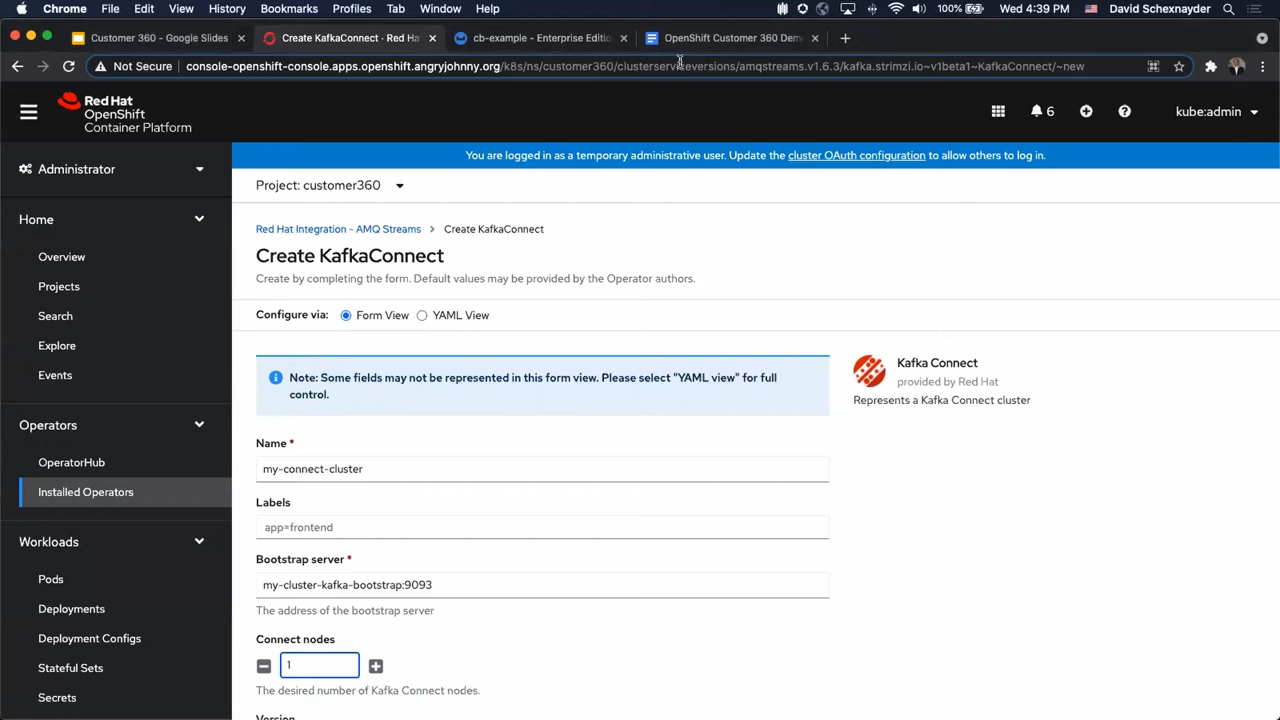 Chrome File Edit View History Bookmarks Profiles Tab Window Help 100% Wed 4:39 PM David Schexnayder
Customer 360 - Google Slides
Create KafkaConnect · Red Ha
cb-example - Enterprise Editio
OpenShift Customer 360 Dem
Not Secure console-openshift-console.apps.openshift.angryjohnny.org/k8s/ns/customer360/clusterserviceversions/amqstreams.v1.6.3/kafka.strimzi.io~v1beta1~KafkaConnect/~new
Red Hat
OpenShift
Container Platform
6
kube:admin
You are logged in as a temporary administrative user. Update the cluster OAuth configuration to allow others to log in.
Administrator
Home
Overview
Projects
Search
Explore
Events
Operators
OperatorHub
Installed Operators
Workloads
Pods
Deployments
Deployment Configs
Stateful Sets
Secrets
Project: customer360
Red Hat Integration - AMQ Streams
Create KafkaConnect
Create KafkaConnect
Create by completing the form. Default values may be provided by the Operator authors.
Configure via: Form View YAML View
Note: Some fields may not be represented in this form view. Please select "YAML view" for full
control.
Name *
my-connect-cluster
Labels
app=frontend
Bootstrap server *
my-cluster-kafka-bootstrap:9093
The address of the bootstrap server
Connect nodes
1
The desired number of Kafka Connect nodes.
Version
Kafka Connect
provided by Red Hat
Represents a Kafka Connect cluster